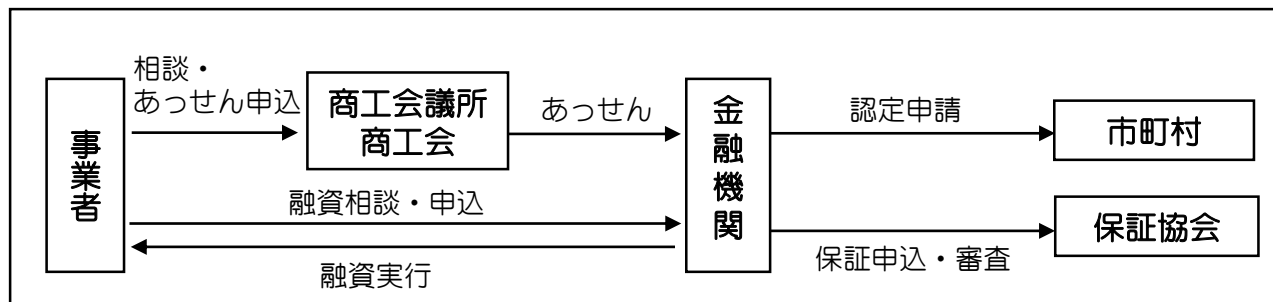 相談・
あっせん申込
事業者
商工会議所
商工会
あっせん
金融機関
認定申請
市町村
融資相談・申込
融資実行
保証申込・審査
保証協会